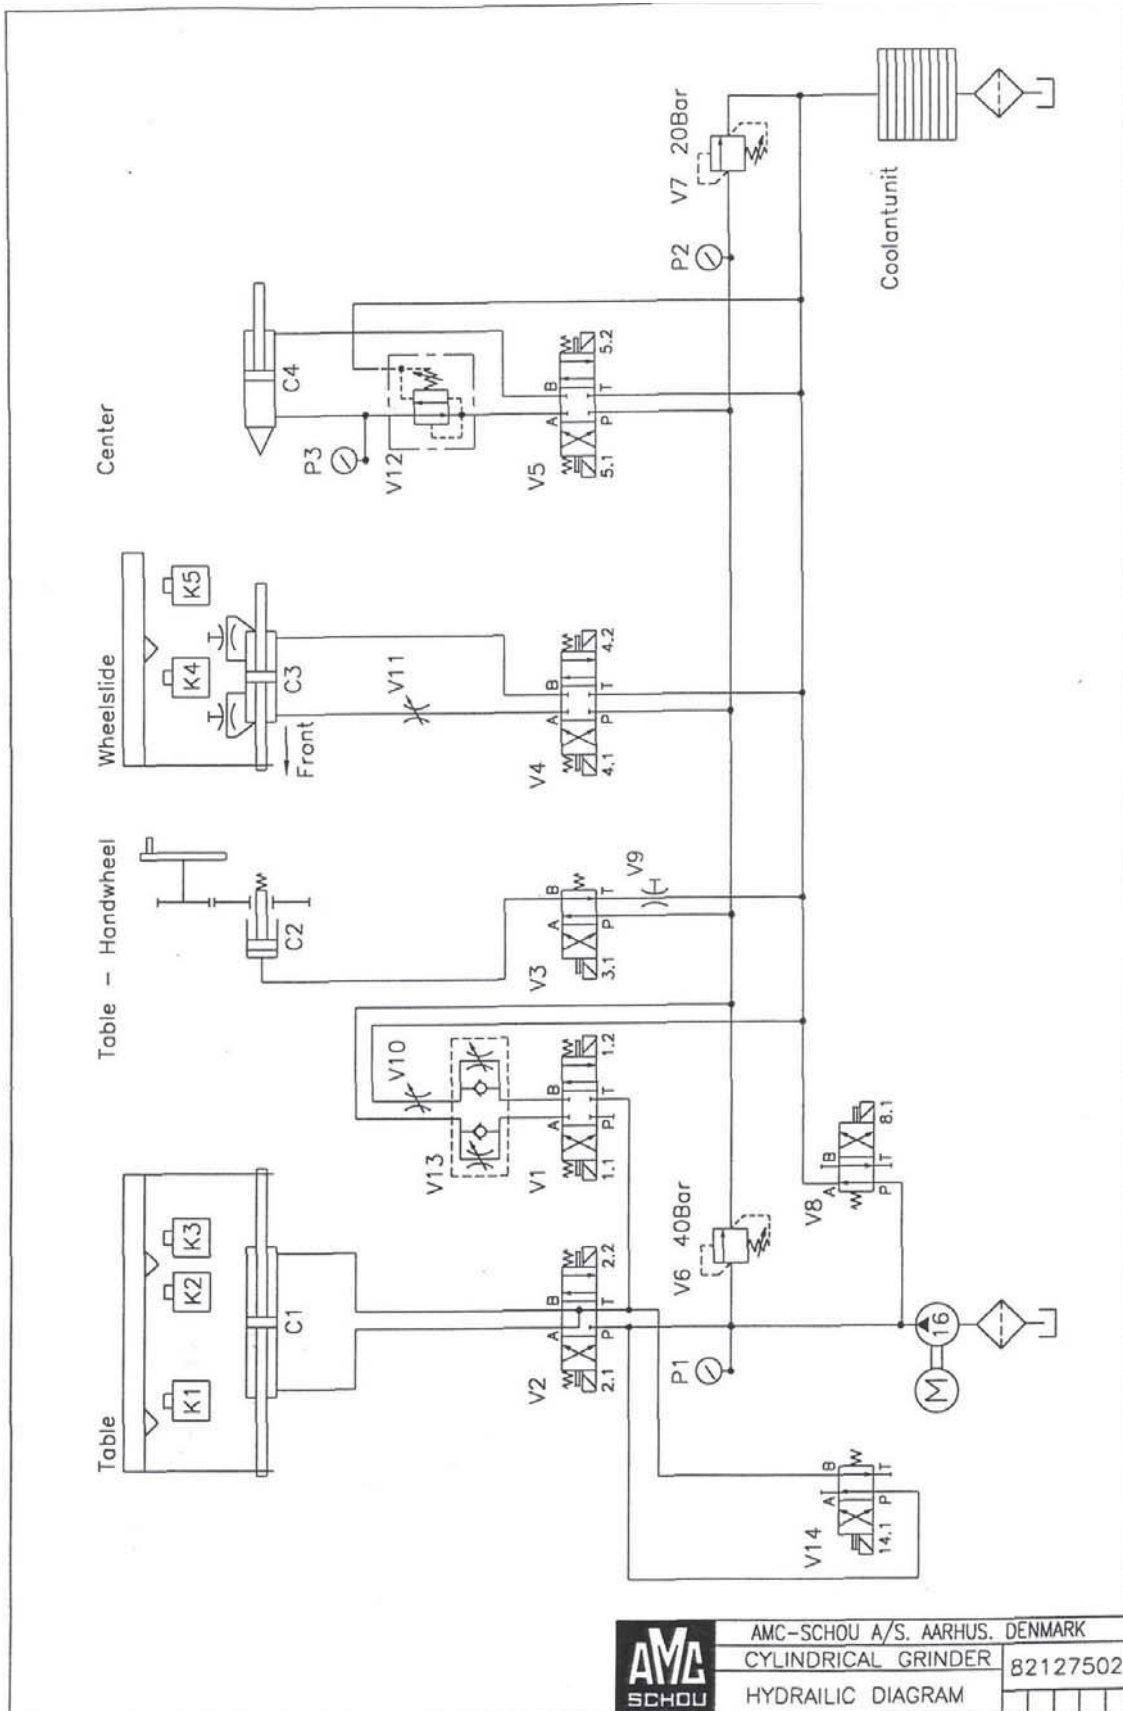 Table
Table - Handwheel
Wheelslide
Center
K1
K2
K3
C1
C2
K4
K5
C3
Front
C4
P3
V13
V10
V11
V12
V2
A
B
P
T
2.1
2.2
V1
A
B
P
T
1.1
1.2
V3
A
B
P
T
3.1
V9
V4
A
B
P
T
4.1
4.2
V5
A
B
P
T
5.1
5.2
P1
V6 40Bar
P2
V7 20Bar
V14
A
B
P
T
14.1
M
16
V8
A
B
P
T
8.1
Coolantunit
AMC
SCHOU
AMC-SCHOU A/S. AARHUS. DENMARK
CYLINDRICAL GRINDER
82127502
HYDRAILIC DIAGRAM